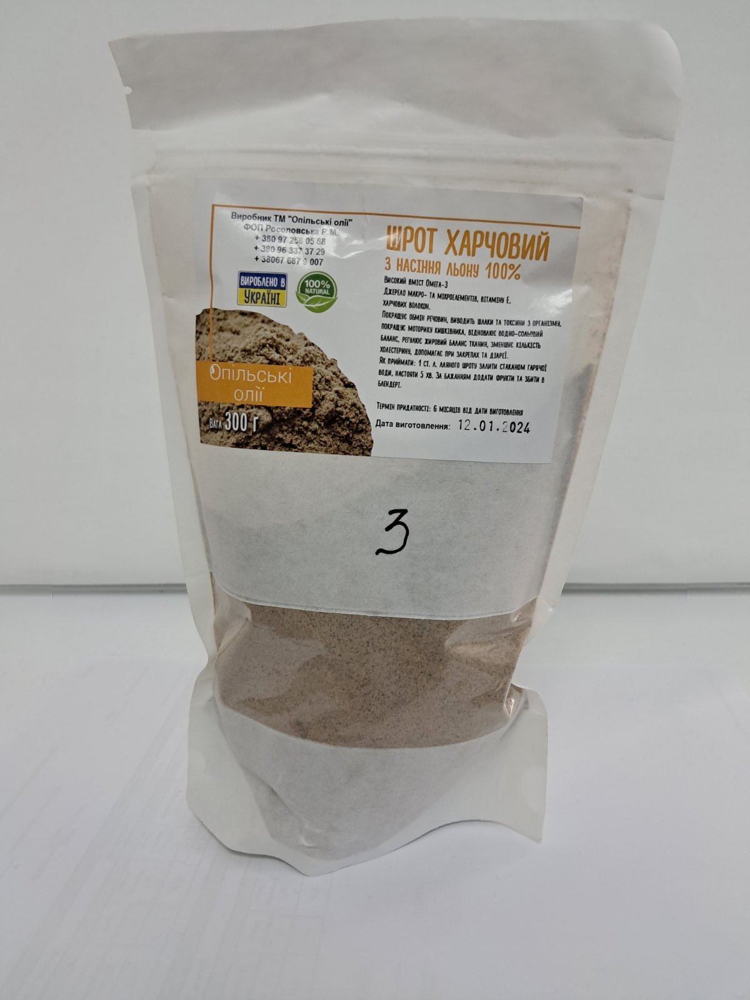 Виробник ТМ "Опільські олії"
ФОП Росоловська Р.М.
+ 380 97 258 05 88
+ 380 96 337 37 29
+ 38067 687 9 007
ВИРОБЛЕНО В
УКРАЇНІ
100%
NATURAL
Опільські
олії
Вага 300 г
ШРОТ ХАРЧОВИЙ
З НАСІННЯ ЛЬОНУ 100%
Високий вміст Омега-3
Джерело макро- та мікроелементів, вітаміну Е,
харчових волокон.
Покращує обмін речовин, виводить шлаки та токсини з організму,
покращує моторику кишківника, відновлює водно-сольовий
баланс, регулює жировий баланс тканин, зменшує кількість
холестерину, допомагає при закрепах та діареї.
Як приймати: 1 ст. л. лляного шроту залити стаканом гарячої
води, настояти 5 хв. За бажанням додати фрукти та збити в
блендері.
Термін придатності: 6 місяців від дати виготовлення
Дата виготовлення: 12.01.2024
3